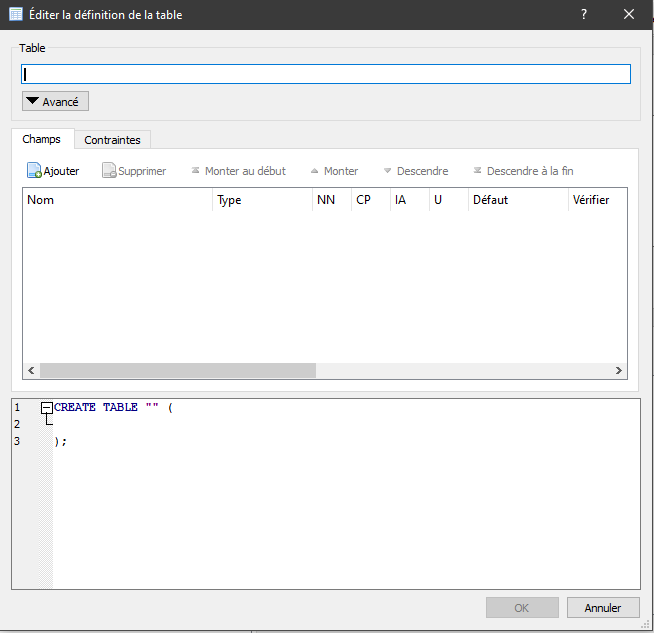 Éditer la définition de la table ?
Table
Avancé
Champs Contraintes
Ajouter Supprimer Monter au début Monter Descendre Descendre à la fin
Nom Type NN CP IA U Défaut Vérifier
1 CREATE TABLE "" (
2
3 );
OK Annuler